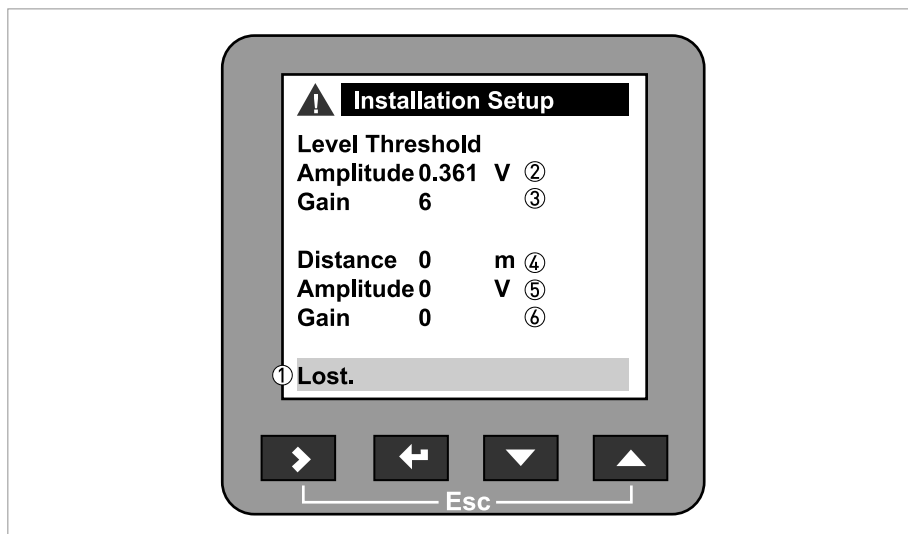 Installation Setup
Level Threshold
Amplitude 0.361 V ②
Gain 6 ③
Distance 0 m ④
Amplitude 0 V ⑤
Gain 0 ⑥
① Lost.
Esc